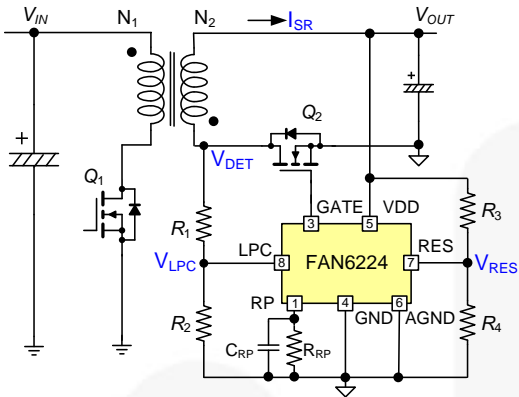 VIN N1 N2 ISR VOUT
+ +
Q2
VDET
Q1
GATE VDD
R1 3 5 R3
LPC RES
VLPC 8 FAN6224 7 VRES
RP 1 4 GND 6 AGND
R2 R4
CRP RRP